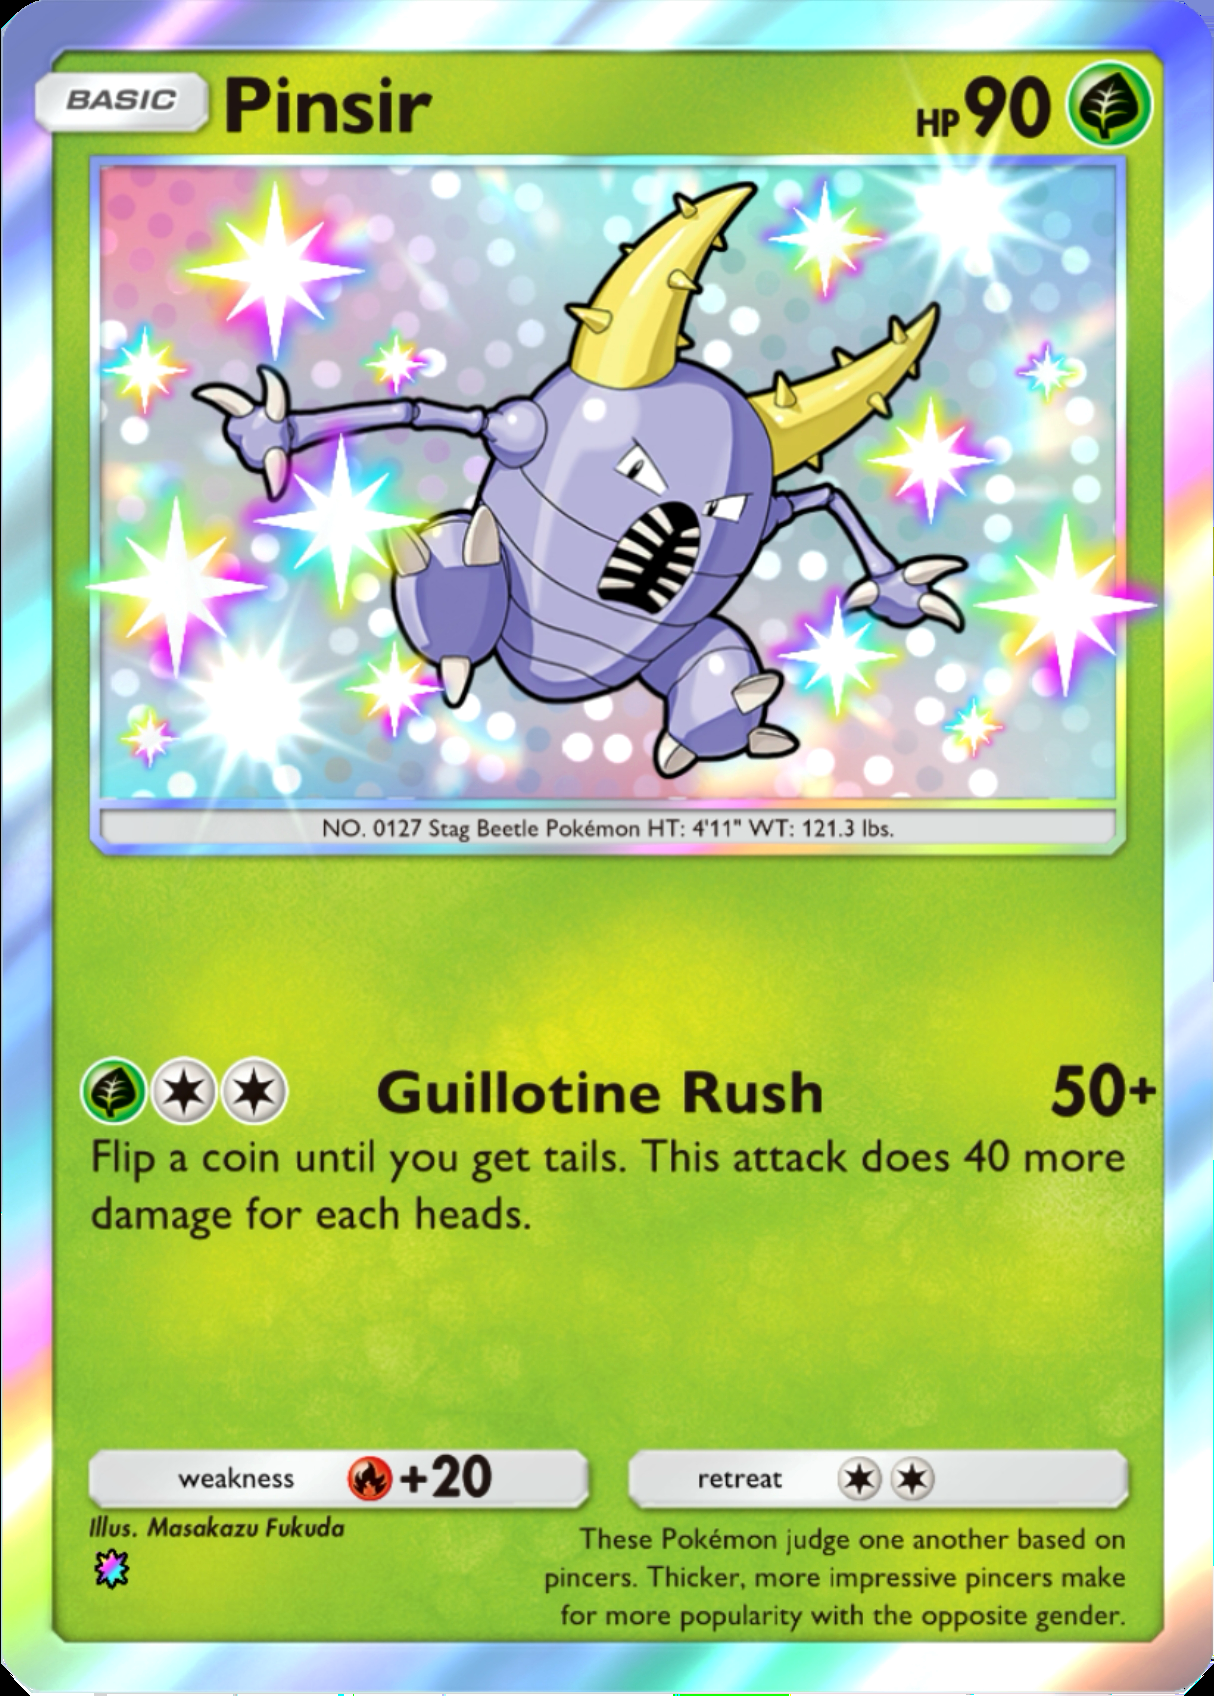 BASIC Pinsir HP 90
NO. 0127 Stag Beetle Pokémon HT: 4'11" WT: 121.3 lbs.
Guillotine Rush 50+
Flip a coin until you get tails. This attack does 40 more
damage for each heads.
weakness +20 retreat
Illus. Masakazu Fukuda
These Pokémon judge one another based on
pincers. Thicker, more impressive pincers make
for more popularity with the opposite gender.